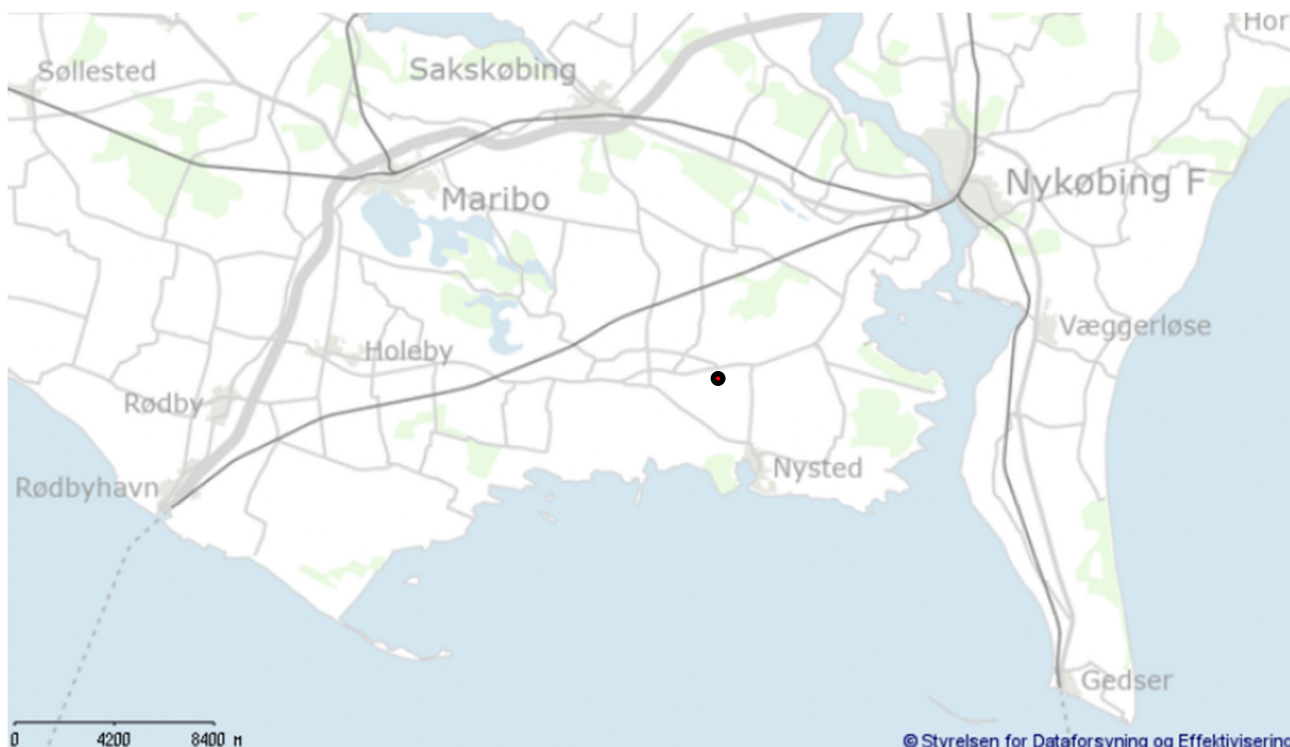 Hor
Søllested
Sakskøbing
Nykøbing F
Maribo
Væggerløse
Holeby
Rødby
Nysted
Rødbyhavn
Gedser
0 4200 8400 M
© Styrelsen for Dataforsyning og Effektivisering